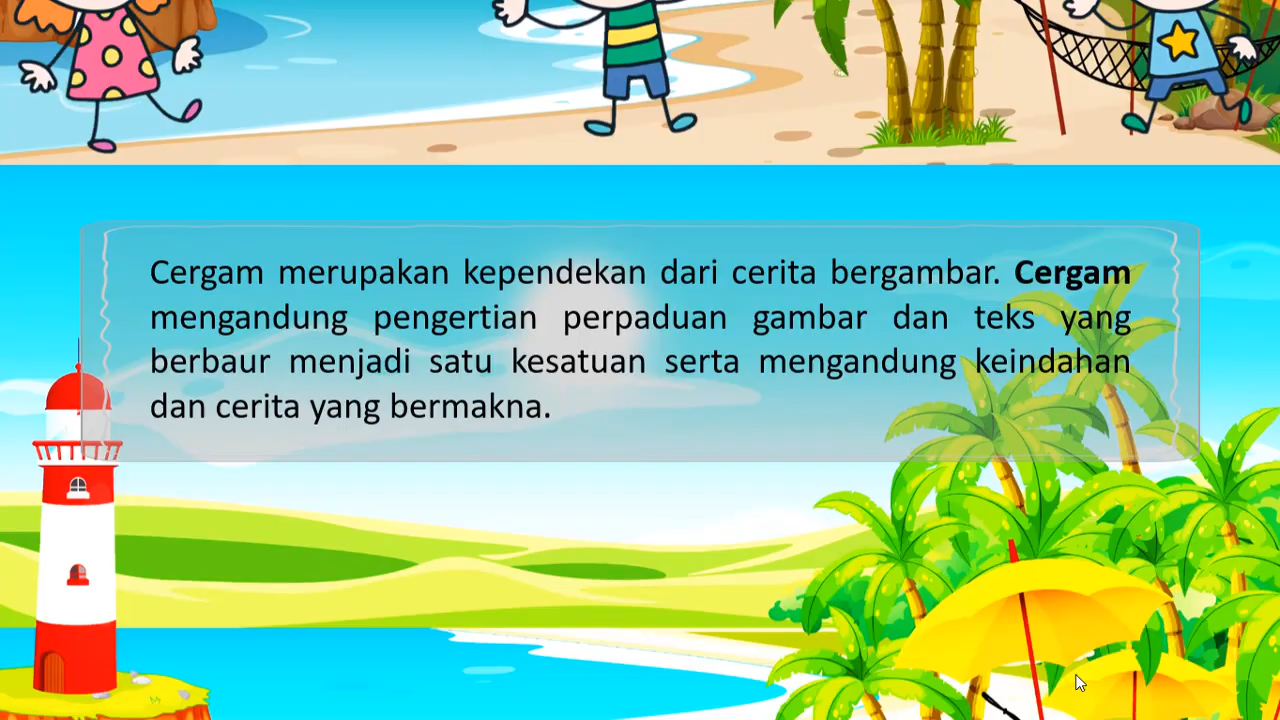 Cergam merupakan kependekan dari cerita bergambar. Cergam
mengandung pengertian perpaduan gambar dan teks yang
berbaur menjadi satu kesatuan serta mengandung keindahan
dan cerita yang bermakna.